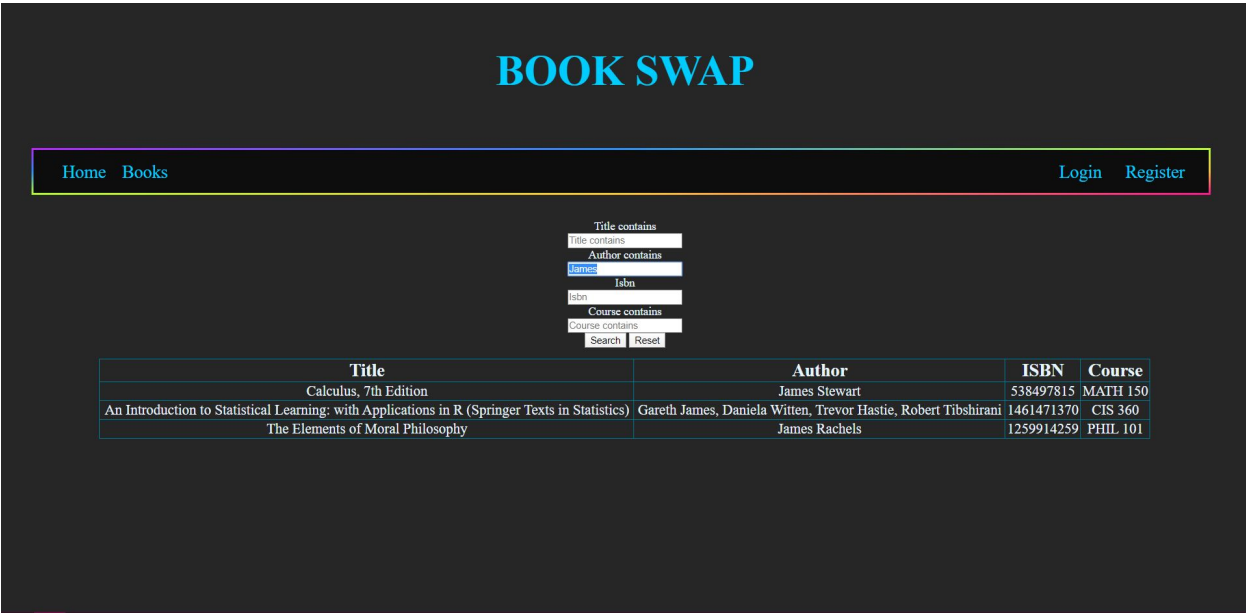 BOOK SWAP
Home Books Login Register
Title contains
Title contains
Author contains
James
Isbn
Isbn
Course contains
Course contains
Search Reset
Title Author ISBN Course
Calculus, 7th Edition James Stewart 538497815 MATH 150
An Introduction to Statistical Learning: with Applications in R (Springer Texts in Statistics) Gareth James, Daniela Witten, Trevor Hastie, Robert Tibshirani 1461471370 CIS 360
The Elements of Moral Philosophy James Rachels 1259914259 PHIL 101